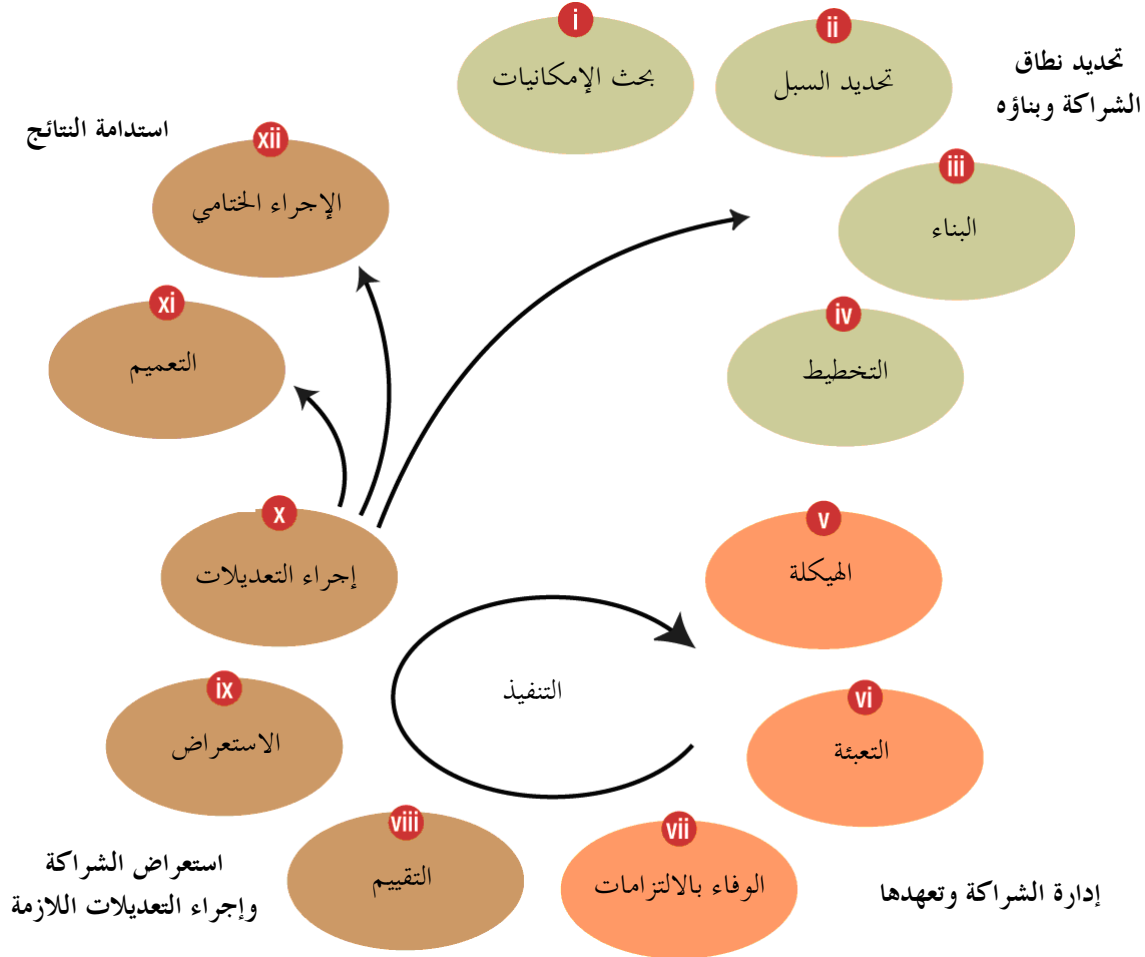 i
بحث الإمكانيات
ii
تحديد السبل
تحديد نطاق
الشراكة وبناؤه
iii
البناء
iv
التخطيط
v
الهيكلة
vi
التعبئة
vii
الوفاء بالالتزامات
إدارة الشراكة وتعهدها
viii
التقييم
استعراض الشراكة
وإجراء التعديلات اللازمة
ix
الاستعراض
x
إجراء التعديلات
xi
التعميم
xii
الإجراء الختامي
استدامة النتائج
التنفيذ